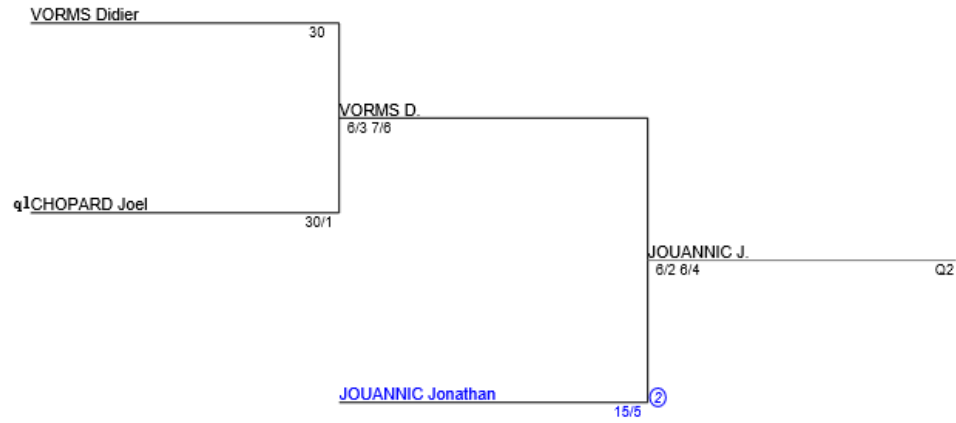 VORMS Didier
30
VORMS D.
6/3 7/6
q1CHOPARD Joel
30/1
JOUANNIC J.
6/2 6/4
Q2
JOUANNIC Jonathan
2
15/5